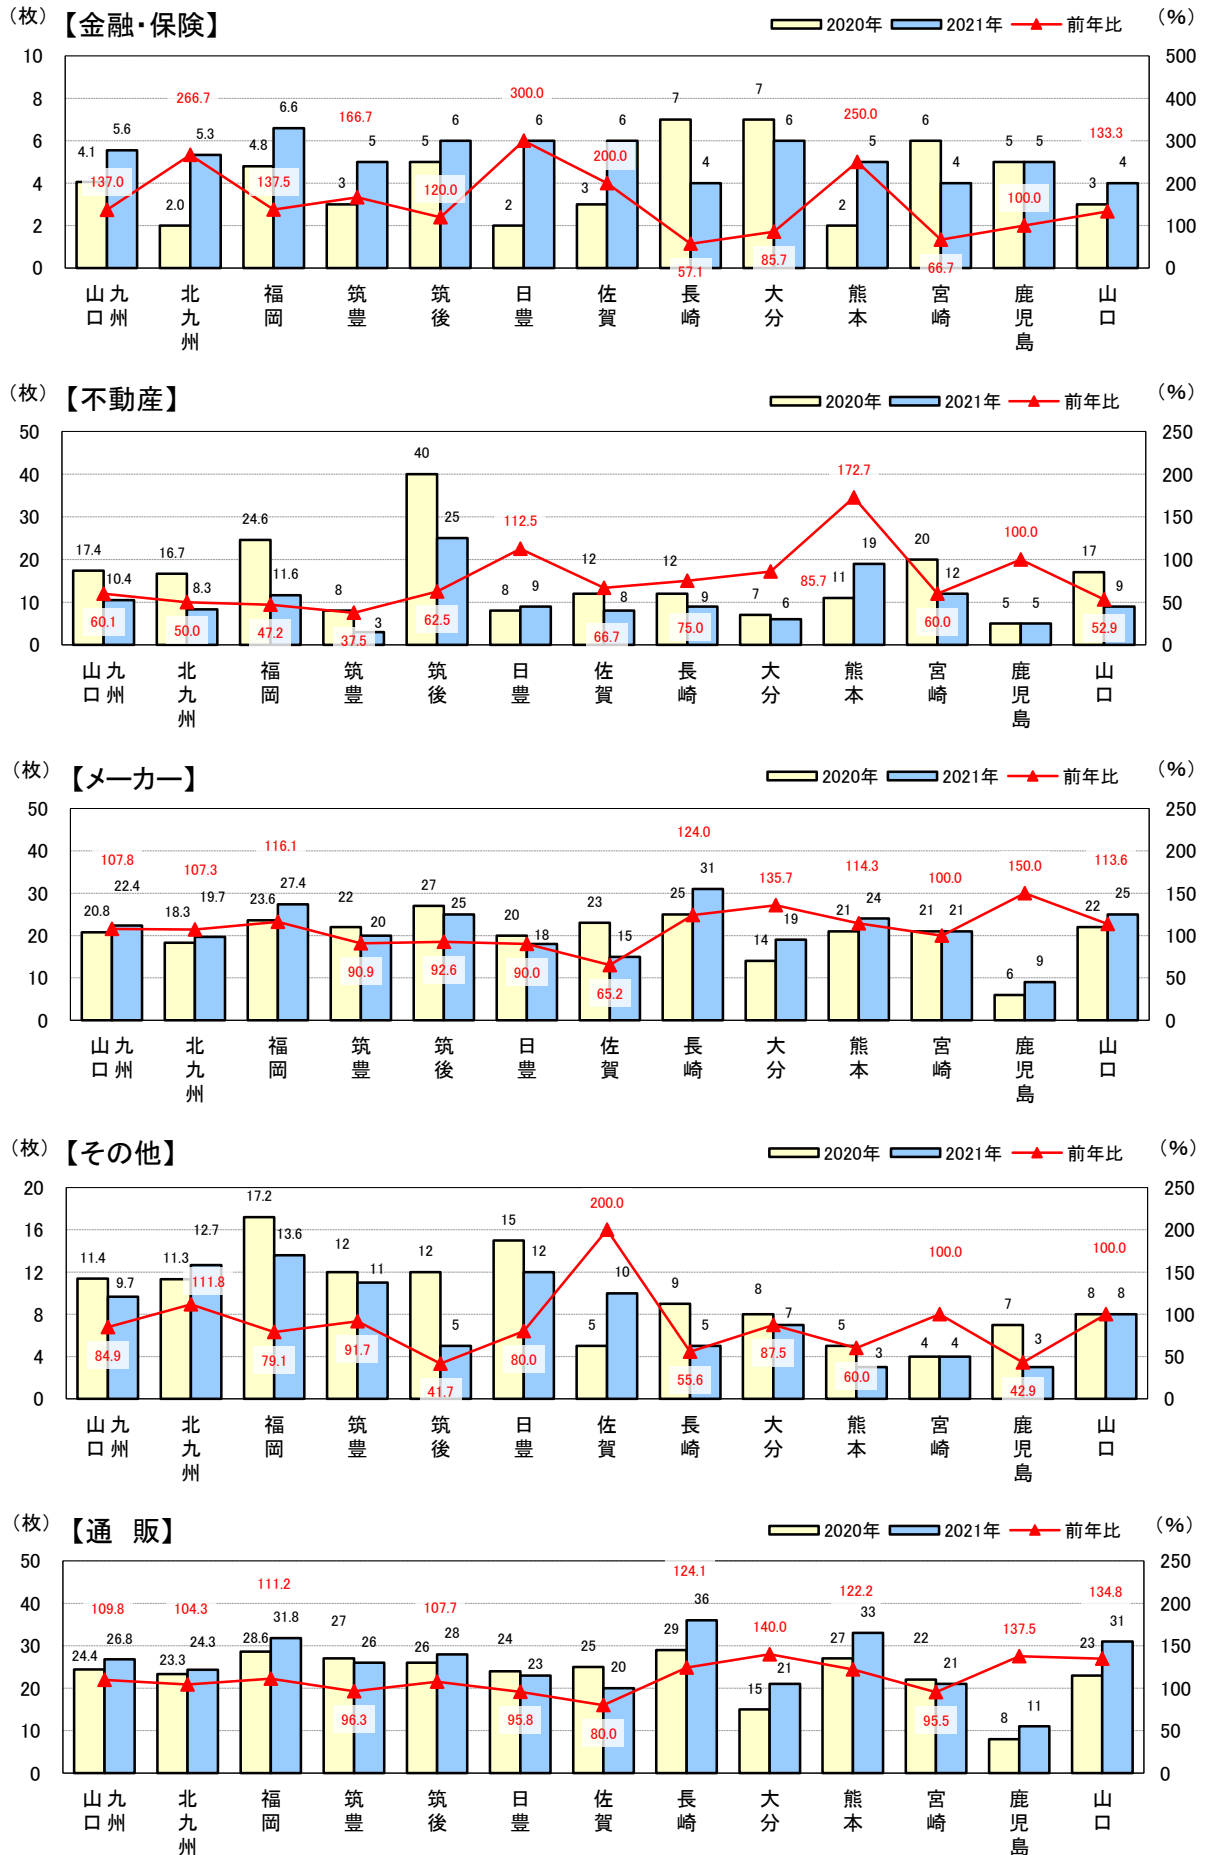 (枚) 【金融・保険】 2020年 2021年 前年比 (%)
10 500
8 400
6 300
4 200
2 100
0 0
4.1 5.6 2.0 5.3 4.8 6.6 3 5 5 6 2 6 3 6 7 4 7 6 2 5 6 4 5 5 3 4
137.0 266.7 137.5 166.7 120.0 300.0 200.0 57.1 85.7 250.0 66.7 100.0 133.3
九州山口 北九州 福岡 筑豊 筑後 日豊 佐賀 長崎 大分 熊本 宮崎 鹿児島 山口
(枚) 【不動産】 2020年 2021年 前年比 (%)
50 250
40 200
30 150
20 100
10 50
0 0
17.4 10.4 16.7 8.3 24.6 11.6 8 3 40 25 8 9 12 8 12 9 7 6 11 19 20 12 5 5 17 9
60.1 50.0 47.2 37.5 62.5 112.5 66.7 75.0 85.7 172.7 60.0 100.0 52.9
九州山口 北九州 福岡 筑豊 筑後 日豊 佐賀 長崎 大分 熊本 宮崎 鹿児島 山口
(枚) 【メーカー】 2020年 2021年 前年比 (%)
50 250
40 200
30 150
20 100
10 50
0 0
20.8 22.4 18.3 19.7 23.6 27.4 22 20 27 25 20 18 23 15 25 31 14 19 21 24 21 21 6 9 22 25
107.8 107.3 116.1 90.9 92.6 90.0 65.2 124.0 135.7 114.3 100.0 150.0 113.6
九州山口 北九州 福岡 筑豊 筑後 日豊 佐賀 長崎 大分 熊本 宮崎 鹿児島 山口
(枚) 【その他】 2020年 2021年 前年比 (%)
20 250
16 200
12 150
8 100
4 50
0 0
11.4 9.7 11.3 12.7 17.2 13.6 12 11 12 5 15 12 5 10 9 5 8 7 5 3 4 4 7 3 8 8
84.9 111.8 79.1 91.7 41.7 80.0 200.0 55.6 87.5 60.0 100.0 42.9 100.0
九州山口 北九州 福岡 筑豊 筑後 日豊 佐賀 長崎 大分 熊本 宮崎 鹿児島 山口
(枚) 【通 販】 2020年 2021年 前年比 (%)
50 250
40 200
30 150
20 100
10 50
0 0
24.4 26.8 23.3 24.3 28.6 31.8 27 26 26 28 24 23 25 20 29 36 15 21 27 33 22 21 8 11 23 31
109.8 104.3 111.2 96.3 107.7 95.8 80.0 124.1 140.0 122.2 95.5 137.5 134.8
九州山口 北九州 福岡 筑豊 筑後 日豊 佐賀 長崎 大分 熊本 宮崎 鹿児島 山口